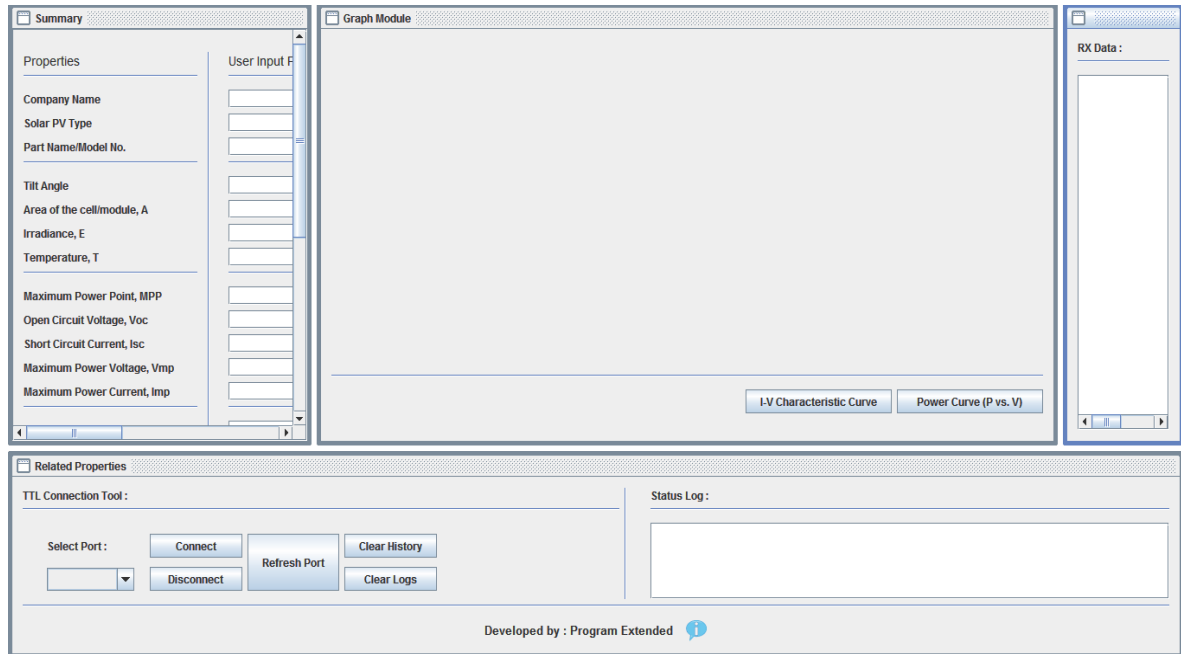 Summary
Properties
User Input P
Company Name
Solar PV Type
Part Name/Model No.
Tilt Angle
Area of the cell/module, A
Irradiance, E
Temperature, T
Maximum Power Point, MPP
Open Circuit Voltage, Voc
Short Circuit Current, Isc
Maximum Power Voltage, Vmp
Maximum Power Current, Imp
Graph Module
I-V Characteristic Curve
Power Curve (P vs. V)
RX Data :
Related Properties
TTL Connection Tool :
Select Port :
Connect
Disconnect
Refresh Port
Clear History
Clear Logs
Status Log :
Developed by : Program Extended